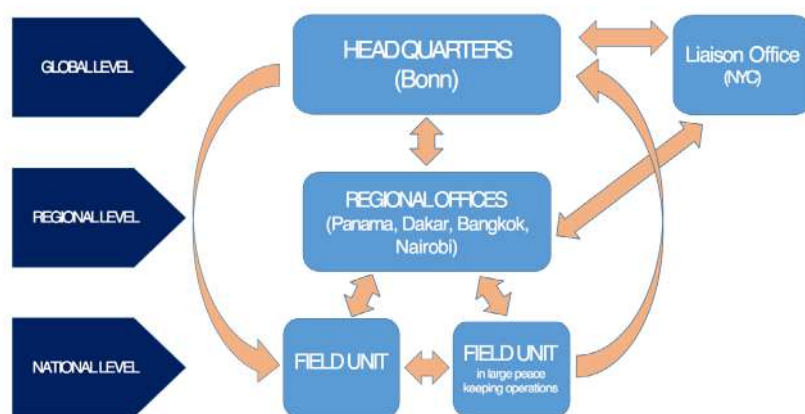 GLOBAL LEVEL
HEAD QUARTERS
(Bonn)
Liaison Office
(NYC)
REGIONAL LEVEL
REGIONAL OFFICES
(Panama, Dakar, Bangkok,
Nairobi)
NATIONAL LEVEL
FIELD UNIT
FIELD UNIT
in large peace
keeping operations